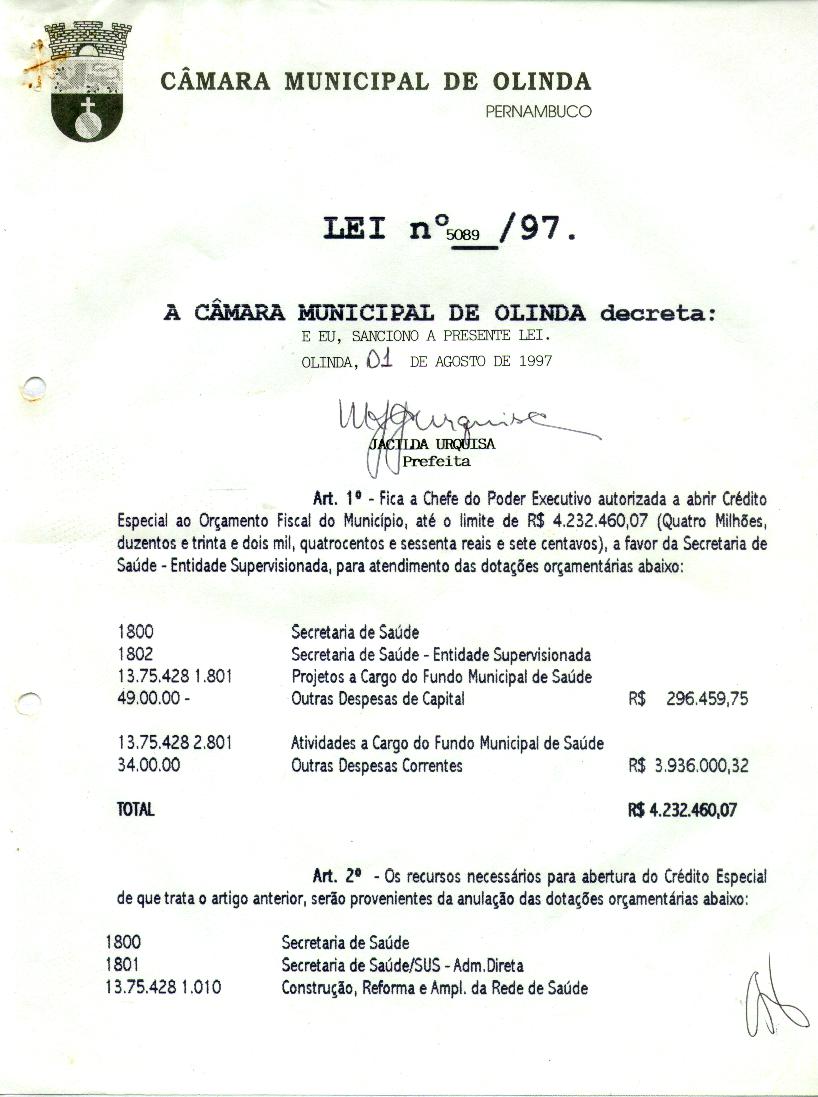 CÂMARA MUNICIPAL DE OLINDA
PERNAMBUCO
LEI nº 5089 /97.
A CÂMARA MUNICIPAL DE OLINDA decreta:
E EU, SANCIONO A PRESENTE LEI.
OLINDA, 01 DE AGOSTO DE 1997
JACILDA URQUISA
Prefeita
Art. 1º - Fica a Chefe do Poder Executivo autorizada a abrir Crédito
Especial ao Orçamento Fiscal do Município, até o limite de R$ 4.232.460,07 (Quatro Milhões,
duzentos e trinta e dois mil, quatrocentos e sessenta reais e sete centavos), a favor da Secretaria de
Saúde - Entidade Supervisionada, para atendimento das dotações orçamentárias abaixo:
1800 Secretaria de Saúde
1802 Secretaria de Saúde - Entidade Supervisionada
13.75.428 1.801 Projetos a Cargo do Fundo Municipal de Saúde
49.00.00 - Outras Despesas de Capital R$ 296.459,75
13.75.428 2.801 Atividades a Cargo do Fundo Municipal de Saúde
34.00.00 Outras Despesas Correntes R$ 3.936.000,32
TOTAL R$ 4.232.460,07
Art. 2º - Os recursos necessários para abertura do Crédito Especial
de que trata o artigo anterior, serão provenientes da anulação das dotações orçamentárias abaixo:
1800 Secretaria de Saúde
1801 Secretaria de Saúde/SUS - Adm.Direta
13.75.428 1.010 Construção, Reforma e Ampl. da Rede de Saúde